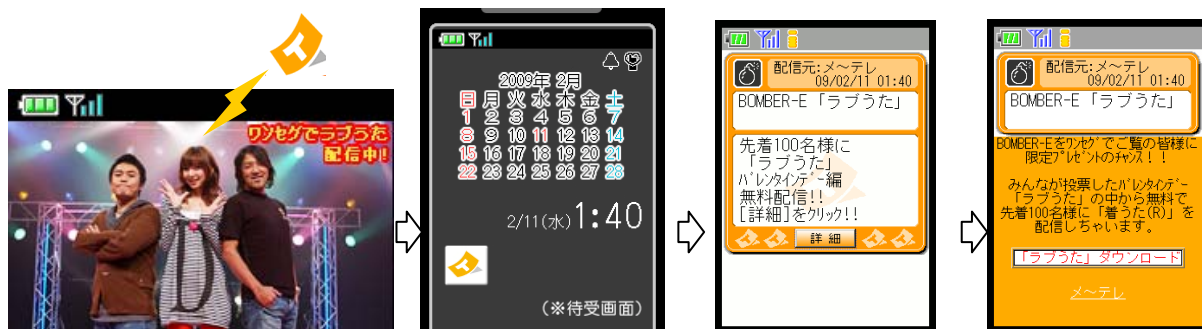 ワンセグでラブうた
配信中!
2009年 2月
日 月 火 水 木 金 土
1 2 3 4 5 6 7
8 9 10 11 12 13 14
15 16 17 18 19 20 21
22 23 24 25 26 27 28
2/11(水) 1:40
(※待受画面)
配信元:メ~テレ
09/02/11 01:40
BOMBER-E 「ラブうた」
先着100名様に
「ラブうた」
バレンタインデー編
無料配信!!
[詳細]をクリック!!
詳 細
配信元:メ~テレ
09/02/11 01:40
BOMBER-E 「ラブうた」
BOMBER-Eをワンセグでご覧の皆様に
限定プレゼントのチャンス!!
みんなが投票したバレンタインデー
「ラブうた」の中から無料で
先着100名様に「着うた(R)」を
配信しちゃいます。
「ラブうた」ダウンロード
メ~テレ